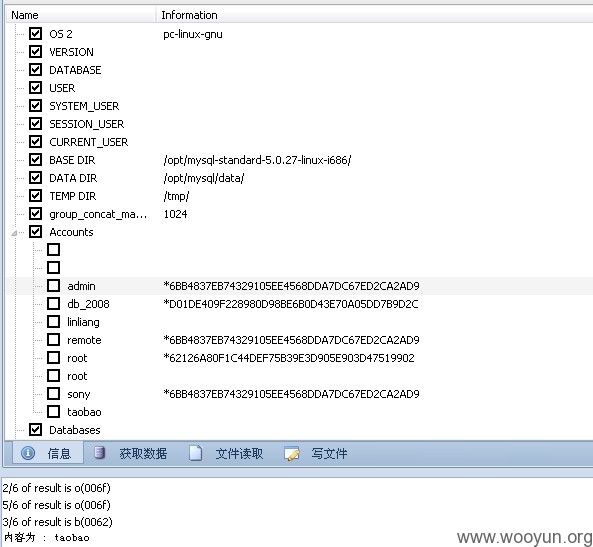 Name Information
OS 2 pc-linux-gnu
VERSION
DATABASE
USER
SYSTEM_USER
SESSION_USER
CURRENT_USER
BASE DIR /opt/mysql-standard-5.0.27-linux-i686/
DATA DIR /opt/mysql/data/
TEMP DIR /tmp/
group_concat_ma... 1024
Accounts
admin *6BB4837EB74329105EE4568DDA7DC67ED2CA2AD9
db_2008 *D01DE409F228980D98BE6B0D43E70A05DD7B9D2C
linliang
remote *6BB4837EB74329105EE4568DDA7DC67ED2CA2AD9
root *62126A80F1C44DEF75B39E3D905E903D47519902
root
sony *6BB4837EB74329105EE4568DDA7DC67ED2CA2AD9
taobao
Databases
信息 获取数据 文件读取 写文件
2/6 of result is o(006f)
5/6 of result is o(006f)
3/6 of result is b(0062)
内容为 : taobao
www.wooyun.org